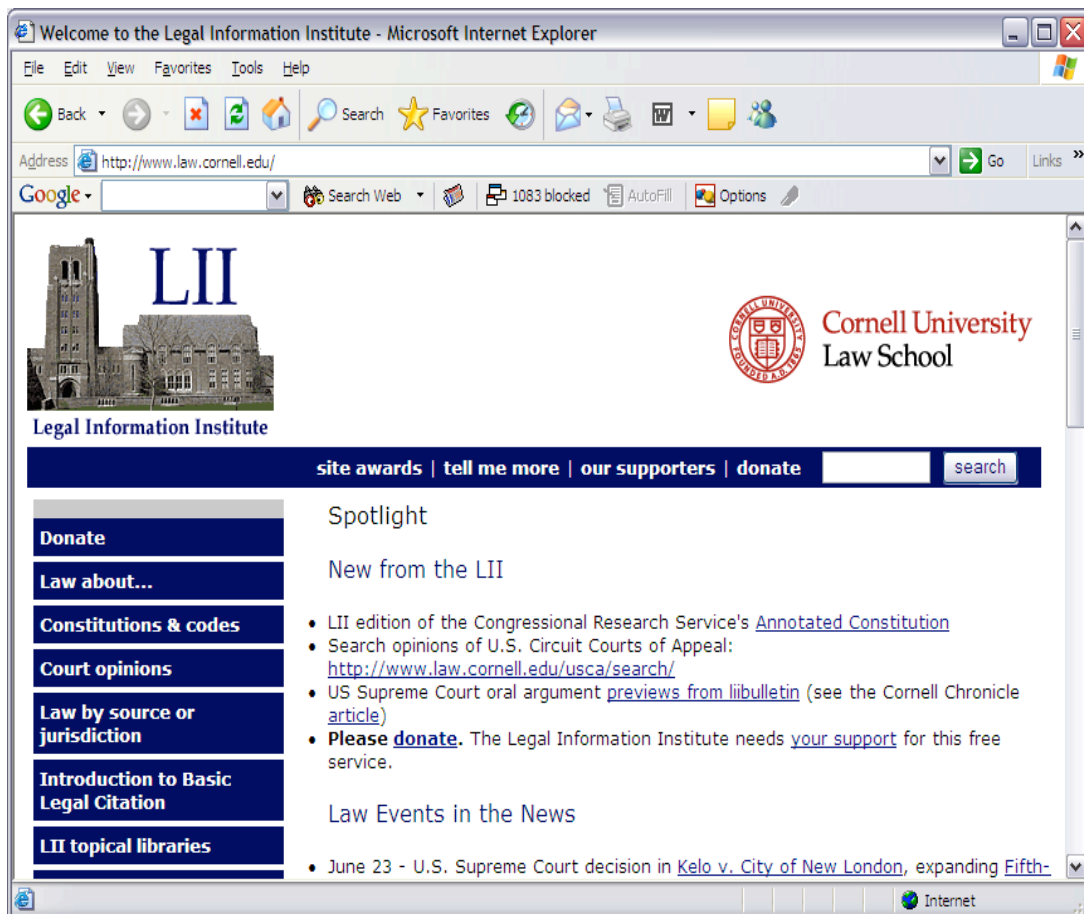 Welcome to the Legal Information Institute - Microsoft Internet Explorer
File Edit View Favorites Tools Help
Back Search Favorites
Address http://www.law.cornell.edu/ Go Links »
Google Search Web 1083 blocked AutoFill Options
LII
Legal Information Institute
Cornell University
Law School
site awards | tell me more | our supporters | donate search
Donate
Law about...
Constitutions & codes
Court opinions
Law by source or
jurisdiction
Introduction to Basic
Legal Citation
LII topical libraries
Spotlight
New from the LII
• LII edition of the Congressional Research Service's Annotated Constitution
• Search opinions of U.S. Circuit Courts of Appeal:
http://www.law.cornell.edu/usca/search/
• US Supreme Court oral argument previews from liibulletin (see the Cornell Chronicle
article)
• Please donate. The Legal Information Institute needs your support for this free
service.
Law Events in the News
• June 23 - U.S. Supreme Court decision in Kelo v. City of New London, expanding Fifth-
Internet